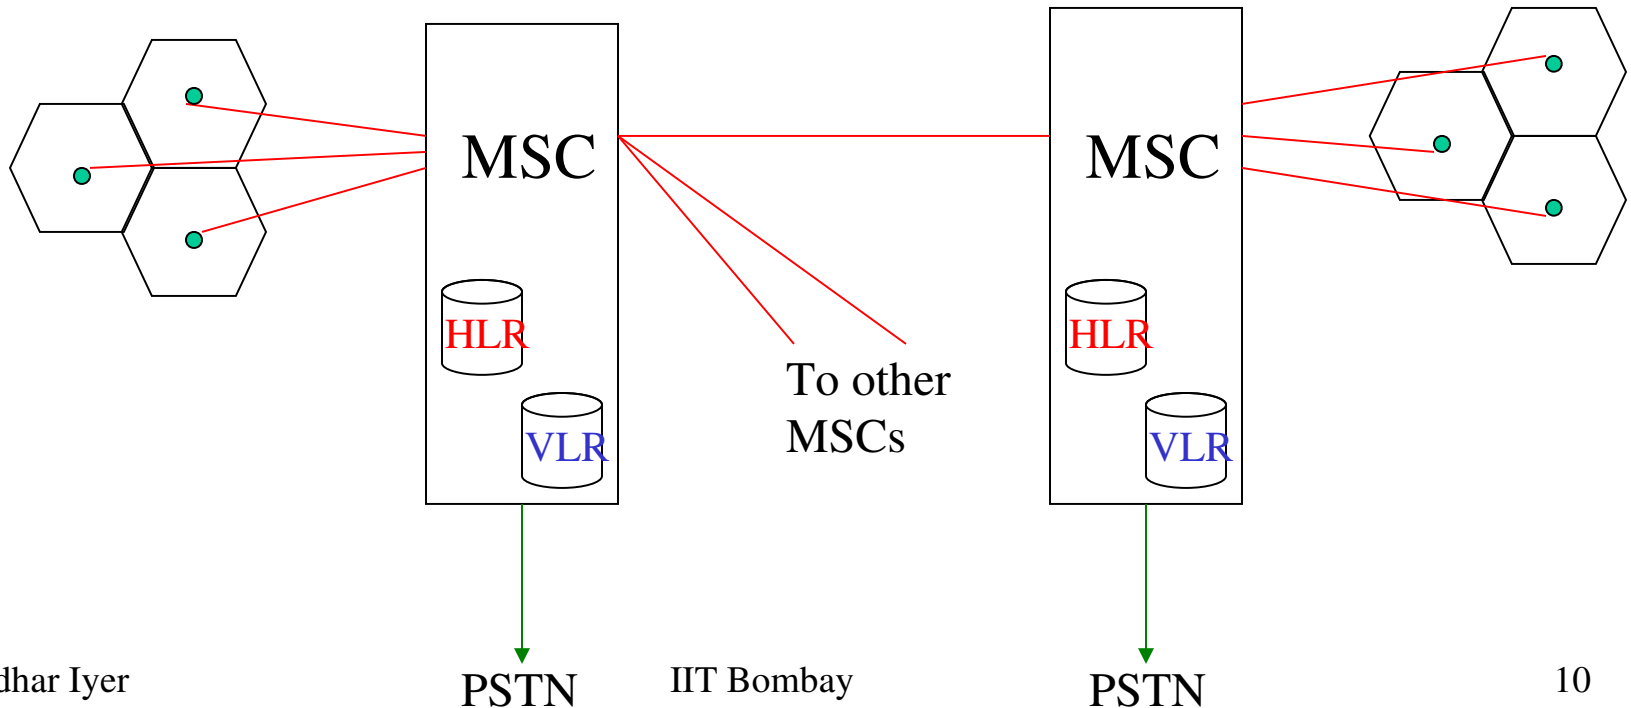 MSC
MSC
HLR
HLR
To other
MSCs
VLR
VLR
PSTN
PSTN
dhar Iyer
IIT Bombay
10